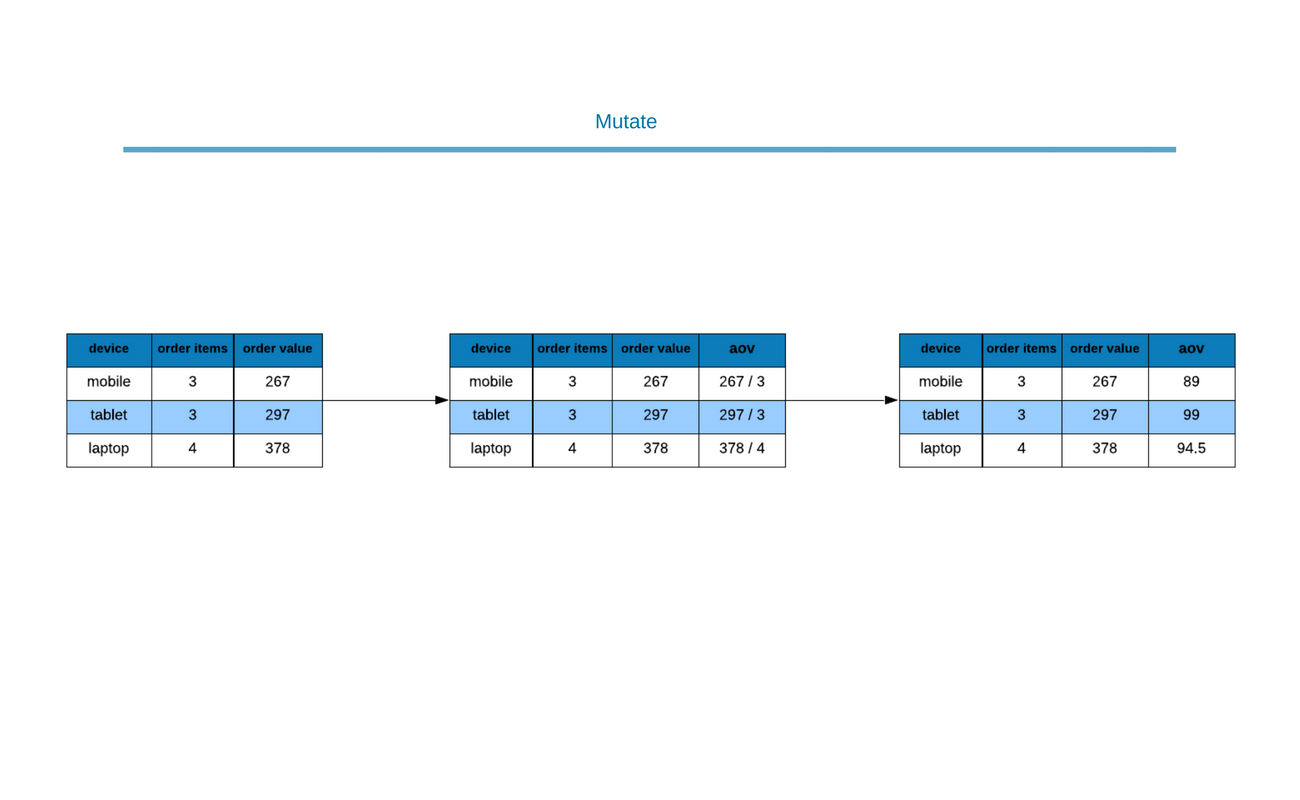 Mutate
device order items order value
mobile 3 267
tablet 3 297
laptop 4 378
device order items order value aov
mobile 3 267 267 / 3
tablet 3 297 297 / 3
laptop 4 378 378 / 4
device order items order value aov
mobile 3 267 89
tablet 3 297 99
laptop 4 378 94.5